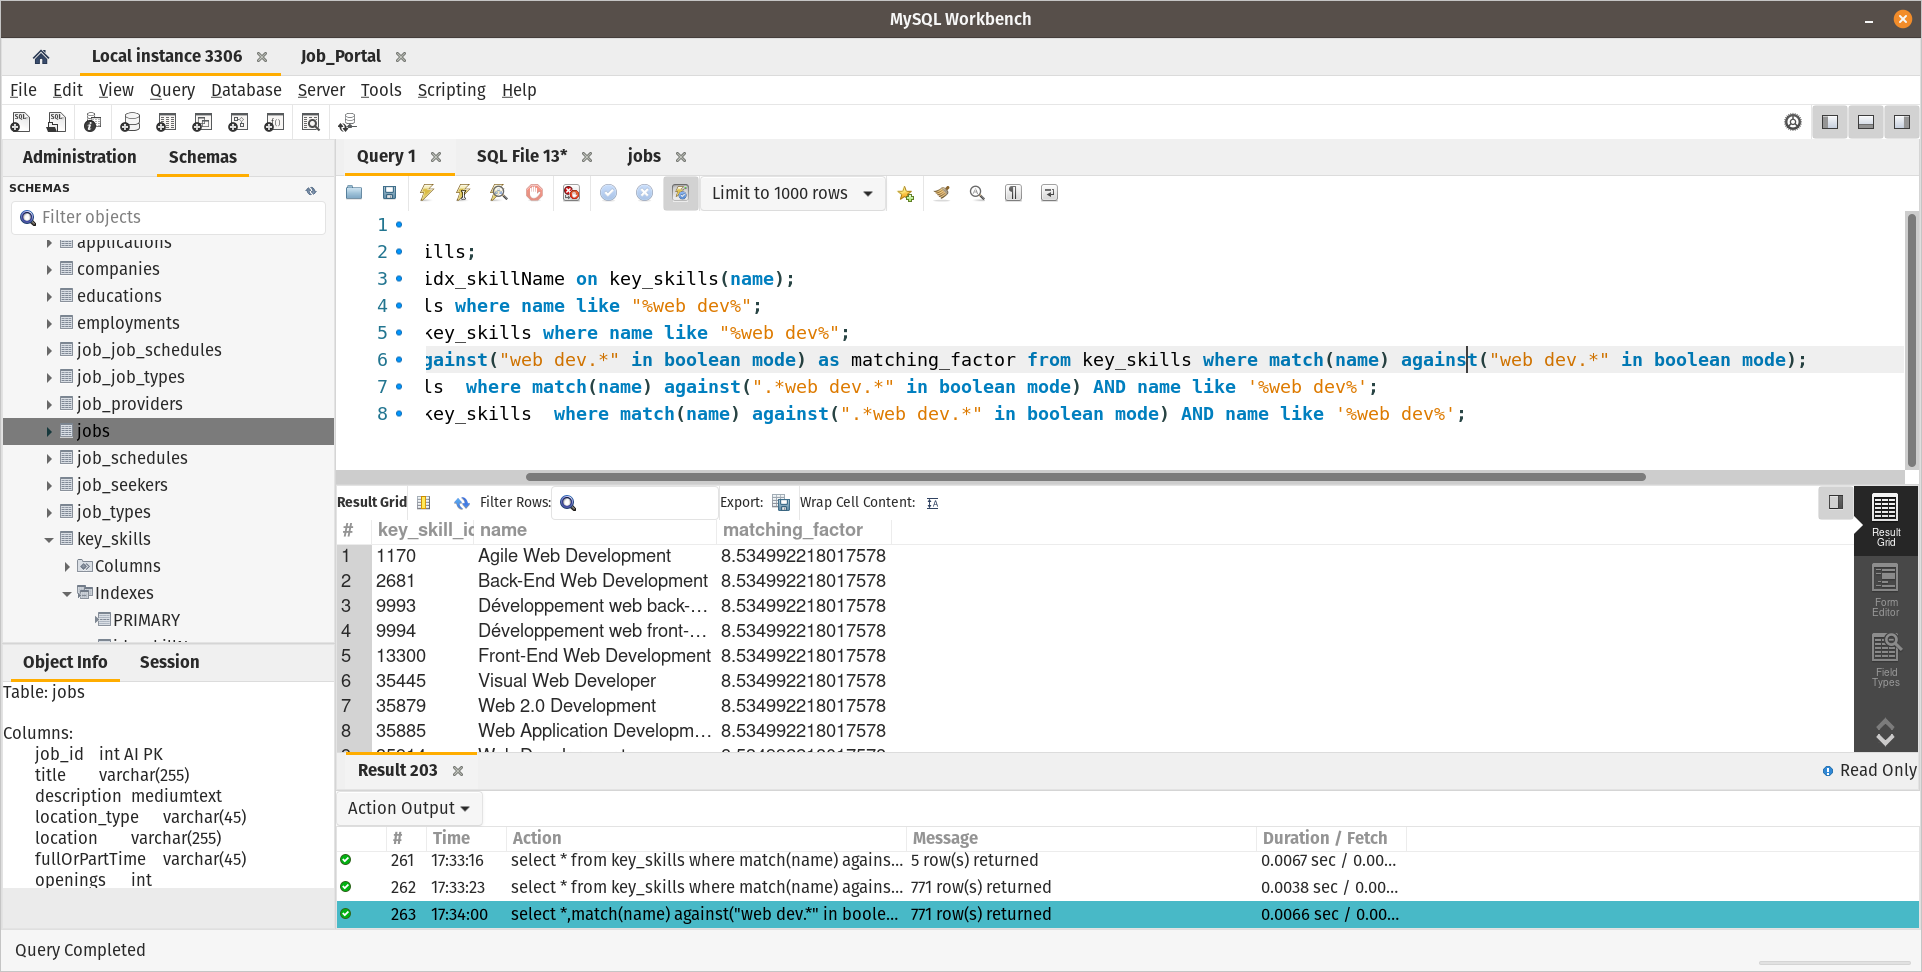 MySQL Workbench
Local instance 3306
Job_Portal
File Edit View Query Database Server Tools Scripting Help
Administration Schemas
Query 1 SQL File 13* jobs
SCHEMAS
Filter objects
Limit to 1000 rows
applications
companies
educations
employments
job_job_schedules
job_job_types
job_providers
jobs
job_schedules
job_seekers
job_types
key_skills
Columns
Indexes
PRIMARY
1
2 ills;
3 idx_skillName on key_skills(name);
4 ls where name like "%web dev%";
5 key_skills where name like "%web dev%";
6 gainst("web dev.*" in boolean mode) as matching_factor from key_skills where match(name) against("web dev.*" in boolean mode);
7 ls  where match(name) against(".*web dev.*" in boolean mode) AND name like '%web dev%';
8 key_skills  where match(name) against(".*web dev.*" in boolean mode) AND name like '%web dev%';
Result Grid Filter Rows: Export: Wrap Cell Content:
# key_skill_id name matching_factor
1 1170 Agile Web Development 8.534992218017578
2 2681 Back-End Web Development 8.534992218017578
3 9993 Développement web back-... 8.534992218017578
4 9994 Développement web front-... 8.534992218017578
5 13300 Front-End Web Development 8.534992218017578
6 35445 Visual Web Developer 8.534992218017578
7 35879 Web 2.0 Development 8.534992218017578
8 35885 Web Application Developm... 8.534992218017578
Result
Grid
Form
Editor
Field
Types
Object Info Session
Table: jobs
Columns:
job_id int AI PK
title varchar(255)
description mediumtext
location_type varchar(45)
location varchar(255)
fullOrPartTime varchar(45)
openings int
Result 203
Read Only
Action Output
# Time Action Message Duration / Fetch
261 17:33:16 select * from key_skills where match(name) agains... 5 row(s) returned 0.0067 sec / 0.00...
262 17:33:23 select * from key_skills where match(name) agains... 771 row(s) returned 0.0038 sec / 0.00...
263 17:34:00 select *,match(name) against("web dev.*" in boole... 771 row(s) returned 0.0066 sec / 0.00...
Query Completed